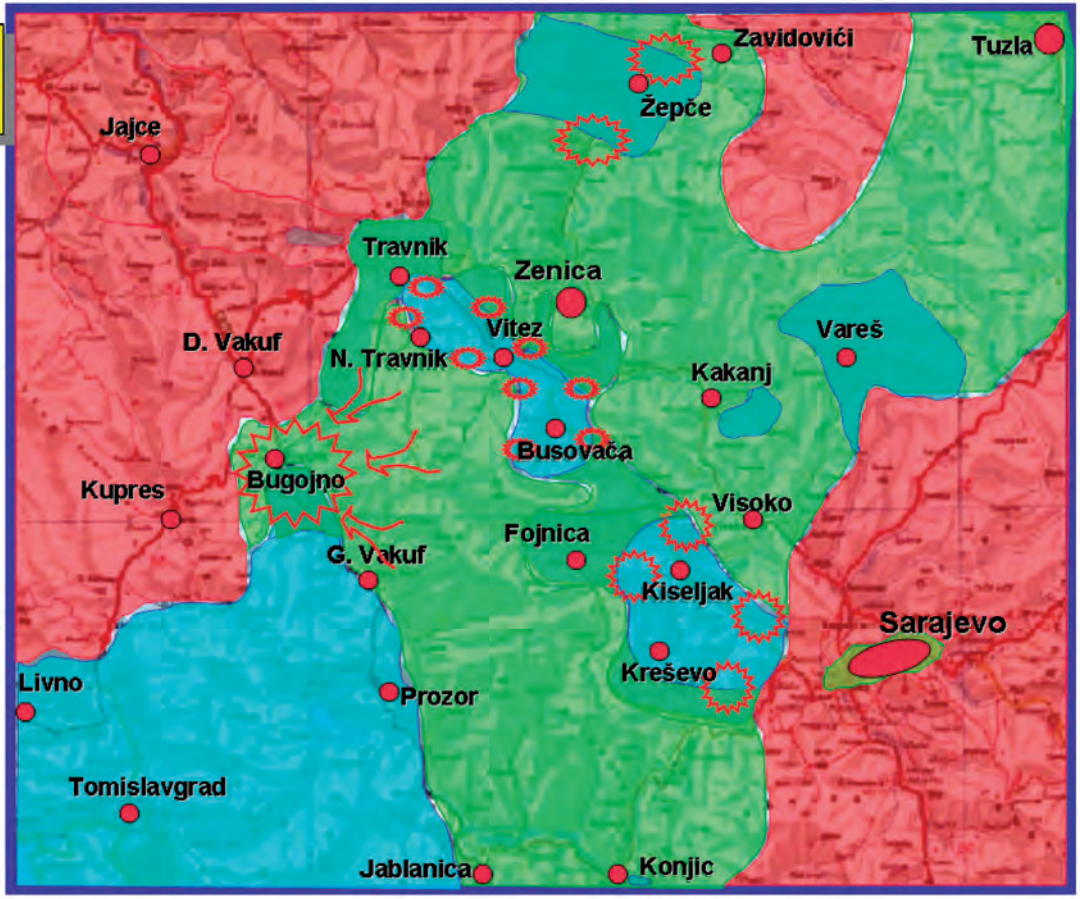 Zavidovići
Tuzla
Žepče
Jajce
Travnik
Zenica
Vitez
Vareš
D. Vakuf
N. Travnik
Kakanj
Busovača
Bugojno
Kupres
Visoko
Fojnica
G. Vakuf
Kiseljak
Sarajevo
Kreševo
Livno
Prozor
Tomislavgrad
Jablanica
Konjic